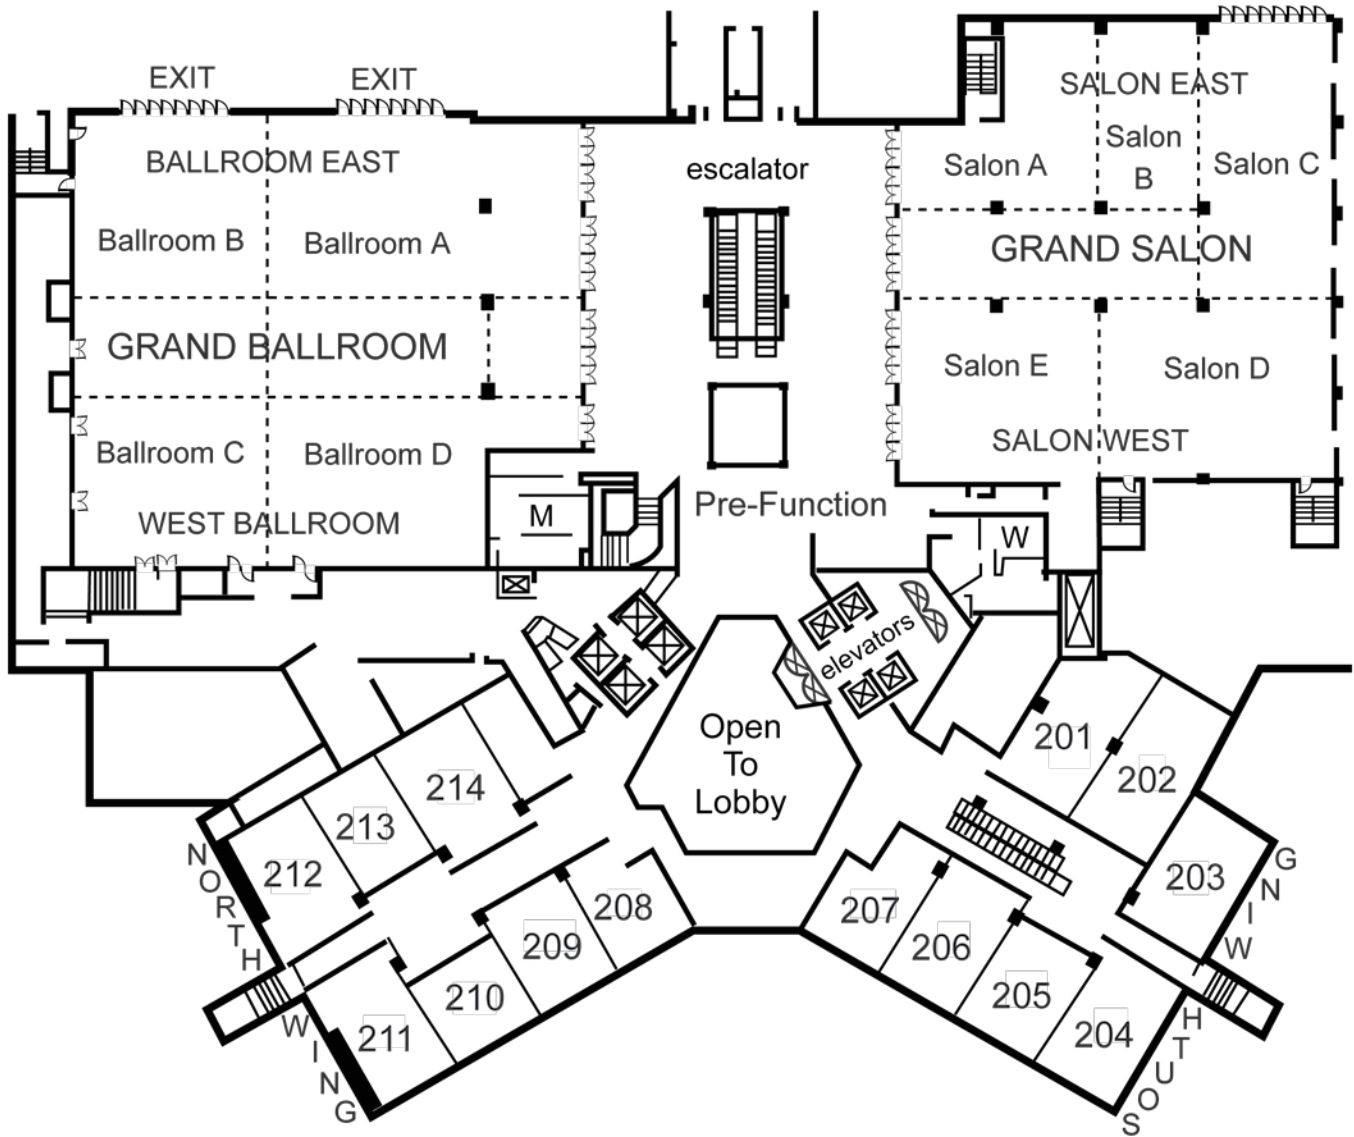 EXIT
EXIT
BALLROOM EAST
Ballroom B
Ballroom A
GRAND BALLROOM
Ballroom C
Ballroom D
WEST BALLROOM
M
escalator
Pre-Function
SALON EAST
Salon A
Salon
B
Salon C
GRAND SALON
Salon E
Salon D
SALON WEST
W
elevators
Open
To
Lobby
201
202
203
204
205
206
207
208
209
210
211
212
213
214
NORTH WING
SOUTH WING